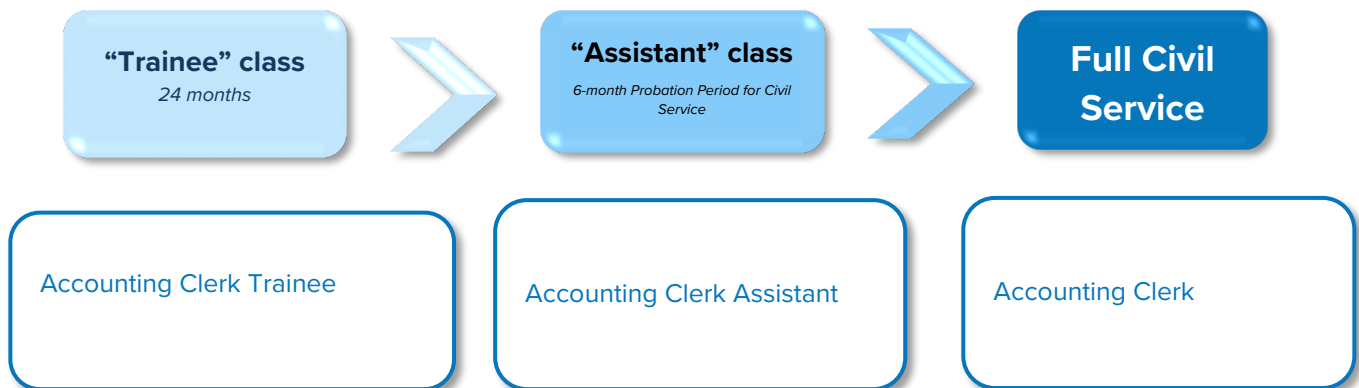 “Trainee” class
24 months
“Assistant” class
6-month Probation Period for Civil
Service
Full Civil
Service
Accounting Clerk Trainee
Accounting Clerk Assistant
Accounting Clerk